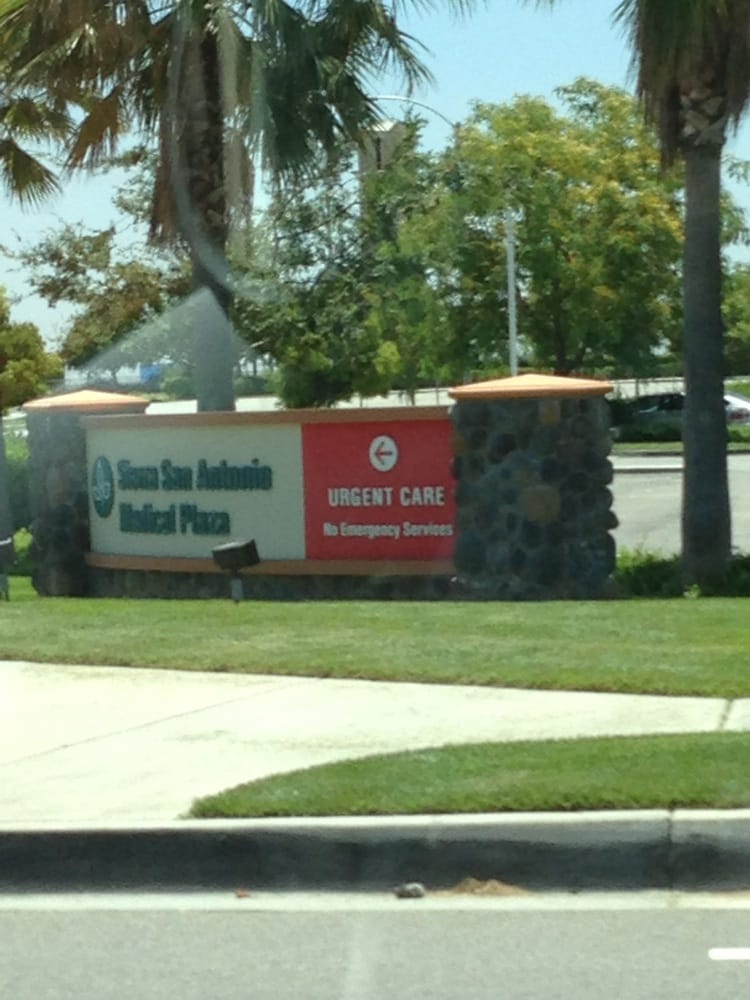 Sierra San Antonio
Medical Plaza
URGENT CARE
No Emergency Services